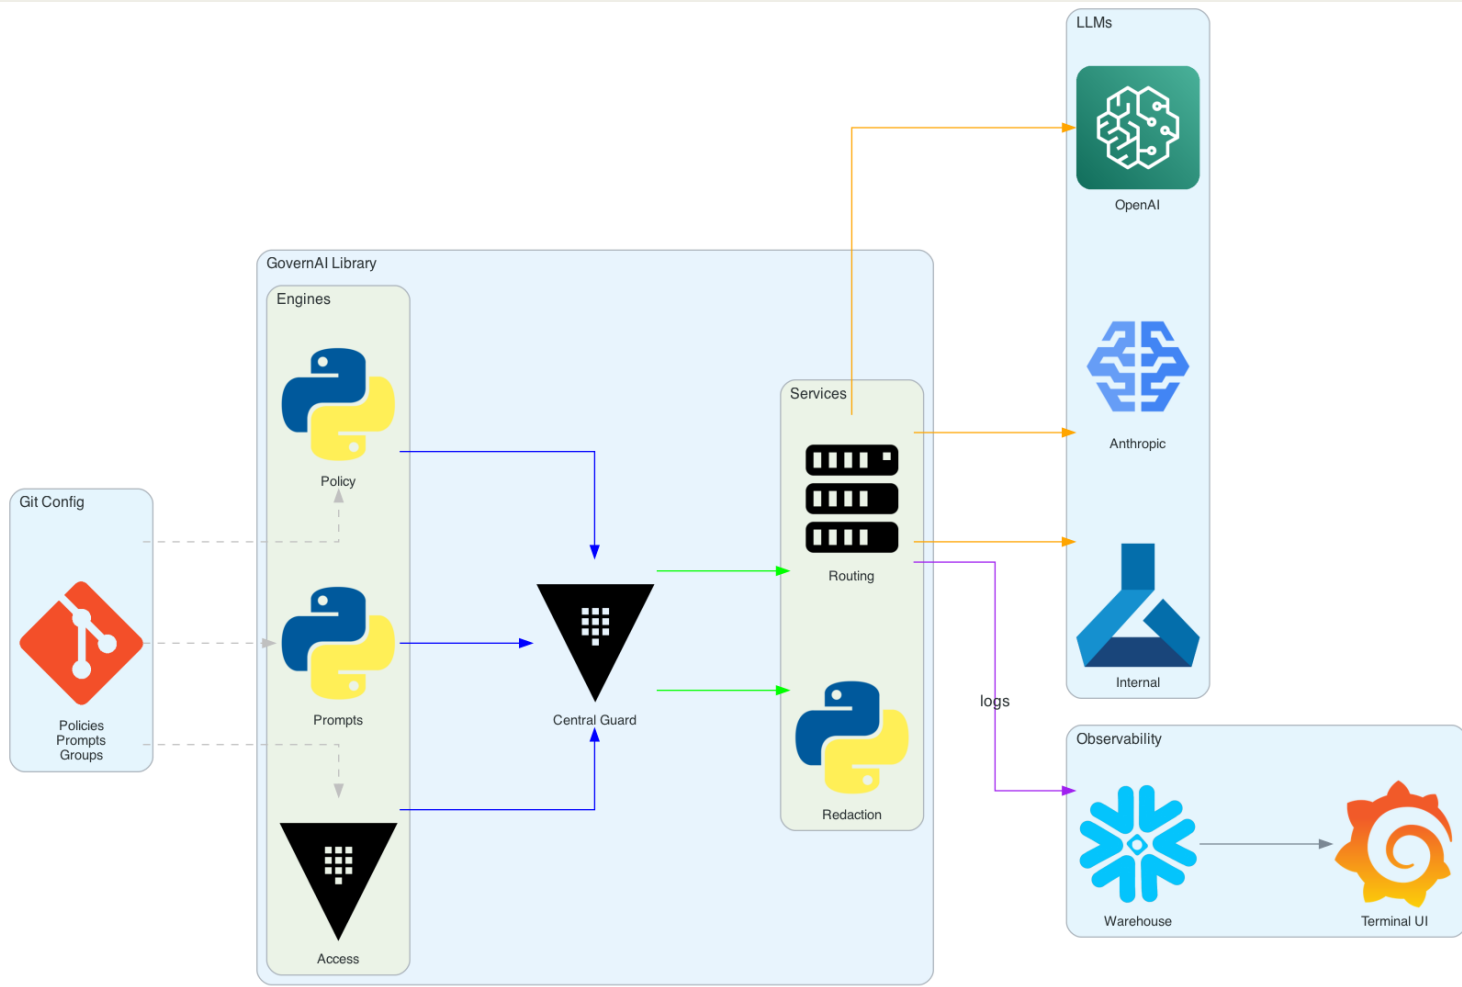 LLMs
OpenAI
GovernAI Library
Engines
Services
Policy
Anthropic
Git Config
Routing
Prompts
Central Guard
Internal
Policies
Prompts
Groups
logs
Observability
Redaction
Access
Warehouse
Terminal UI